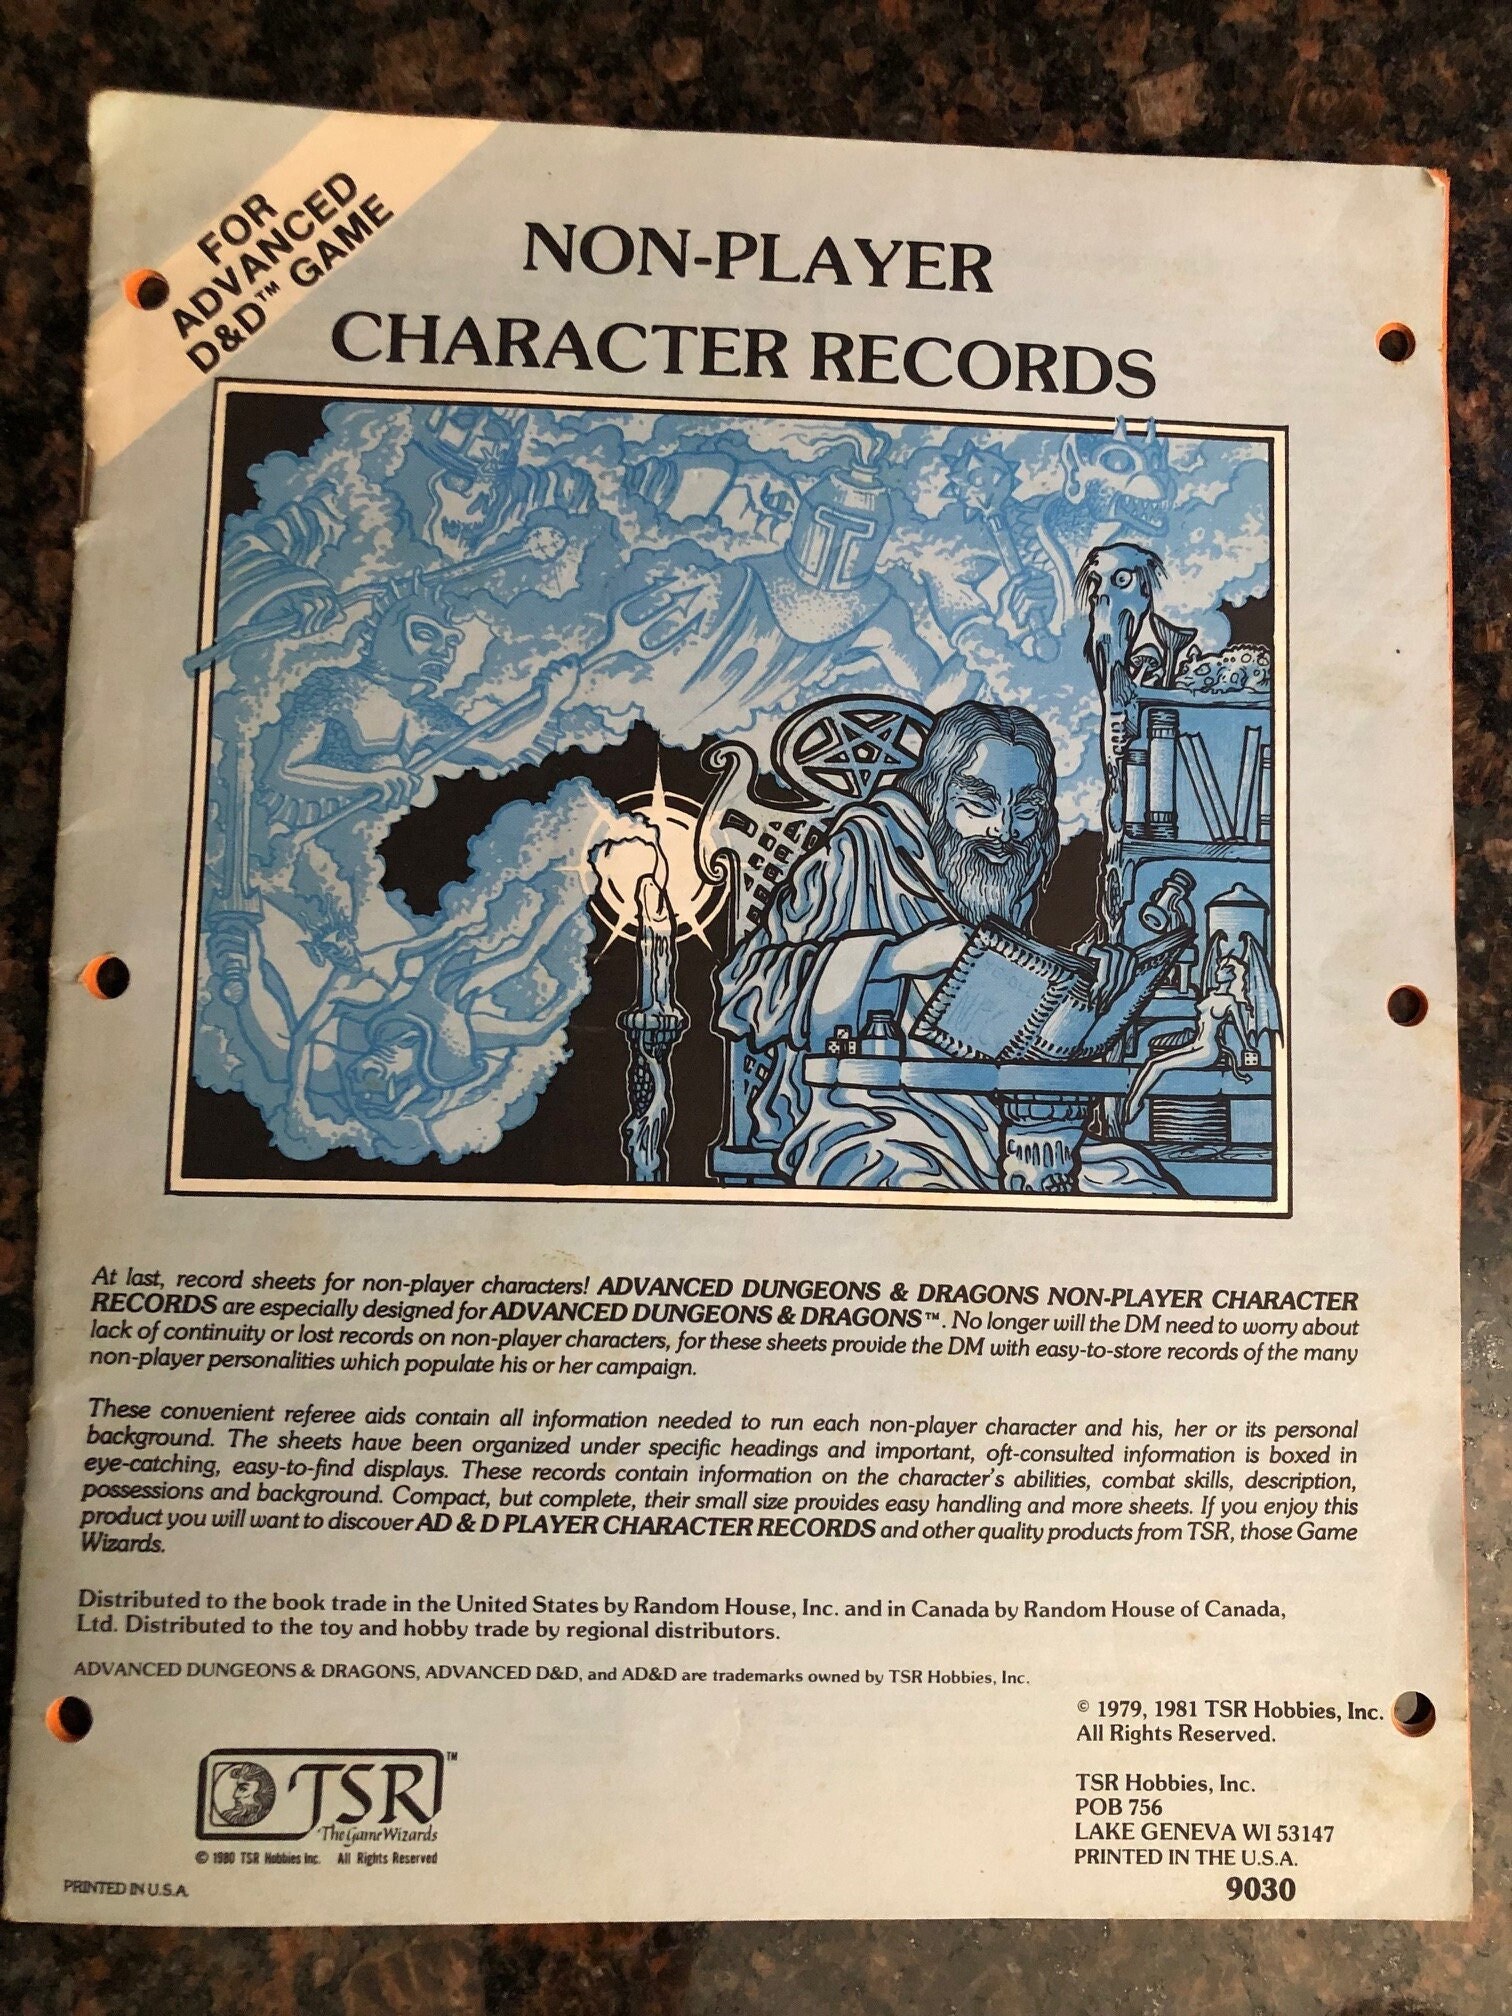 FOR
ADVANCED
D&D™ GAME
NON-PLAYER
CHARACTER RECORDS
At last, record sheets for non-player characters! ADVANCED DUNGEONS & DRAGONS NON-PLAYER CHARACTER
RECORDS are especially designed for ADVANCED DUNGEONS & DRAGONS™. No longer will the DM need to worry about
lack of continuity or lost records on non-player characters, for these sheets provide the DM with easy-to-store records of the many
non-player personalities which populate his or her campaign.
These convenient referee aids contain all information needed to run each non-player character and his, her or its personal
background. The sheets have been organized under specific headings and important, oft-consulted information is boxed in
eye-catching, easy-to-find displays. These records contain information on the character's abilities, combat skills, description,
possessions and background. Compact, but complete, their small size provides easy handling and more sheets. If you enjoy this
product you will want to discover AD & D PLAYER CHARACTER RECORDS and other quality products from TSR, those Game
Wizards.
Distributed to the book trade in the United States by Random House, Inc. and in Canada by Random House of Canada,
Ltd. Distributed to the toy and hobby trade by regional distributors.
ADVANCED DUNGEONS & DRAGONS, ADVANCED D&D, and AD&D are trademarks owned by TSR Hobbies, Inc.
© 1979, 1981 TSR Hobbies, Inc.
All Rights Reserved.
TSR Hobbies, Inc.
POB 756
LAKE GENEVA WI 53147
PRINTED IN THE U.S.A.
9030
TSR™
The Game Wizards
© 1980 TSR Hobbies Inc. All Rights Reserved
PRINTED IN U.S.A.